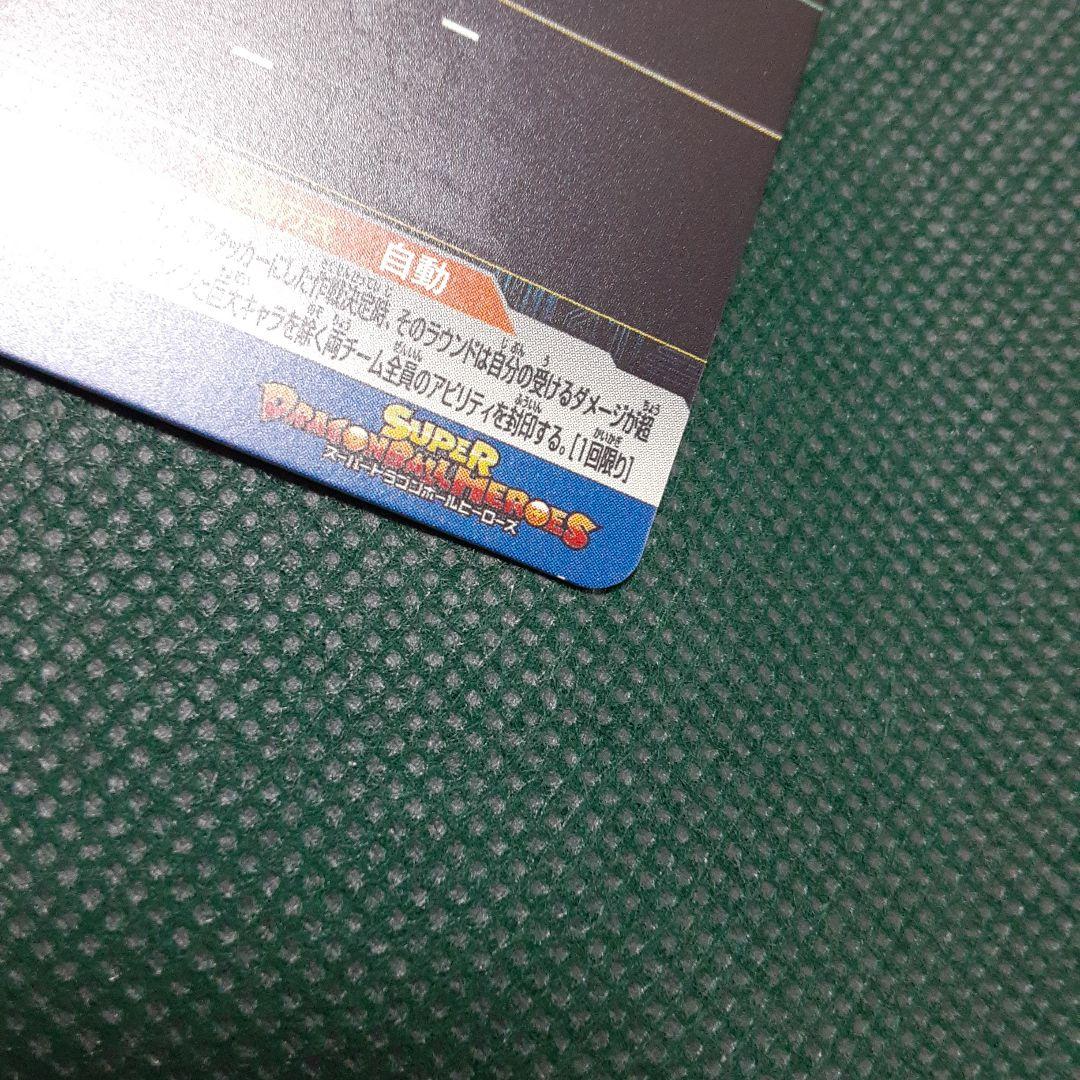 自動
アタッカーにした作戦決定時、そのラウンドは自分の受けるダメージが超
巨大キャラを除く両チーム全員のアビリティを封印する。[1回限り]
SUPER
DRAGONBALL HEROES
スーパードラゴンボールヒーローズ